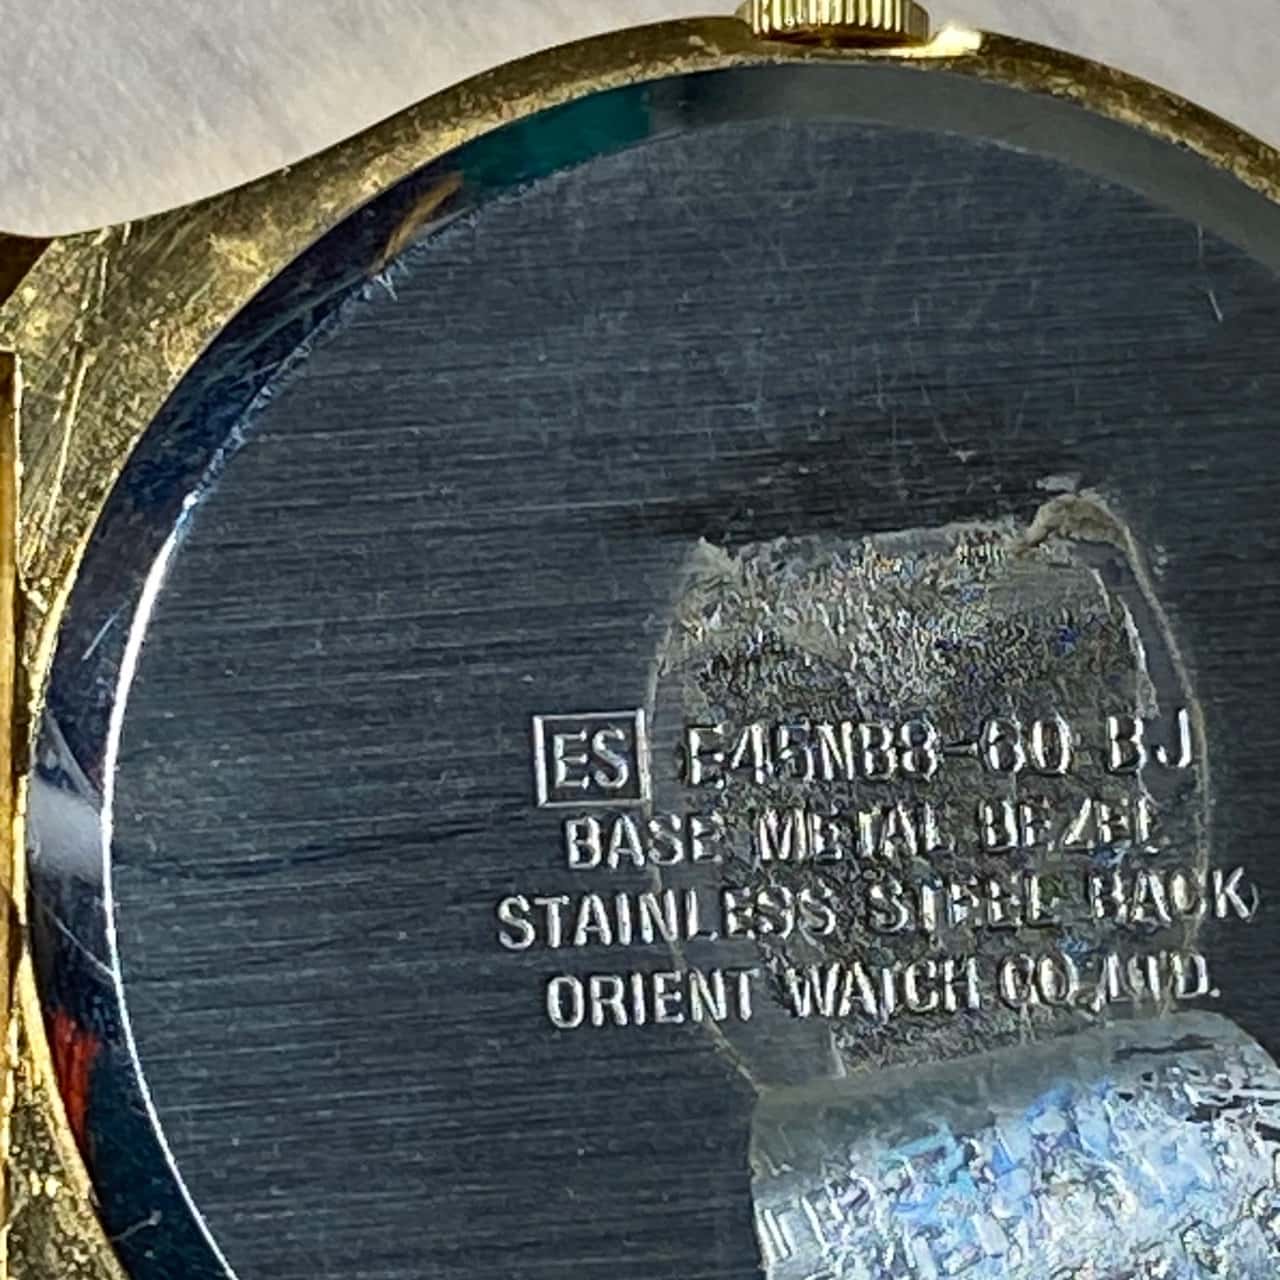 ES E45NB8-60 BJ
BASE METAL BEZEL
STAINLESS STEEL BACK
ORIENT WATCH CO.,LTD.